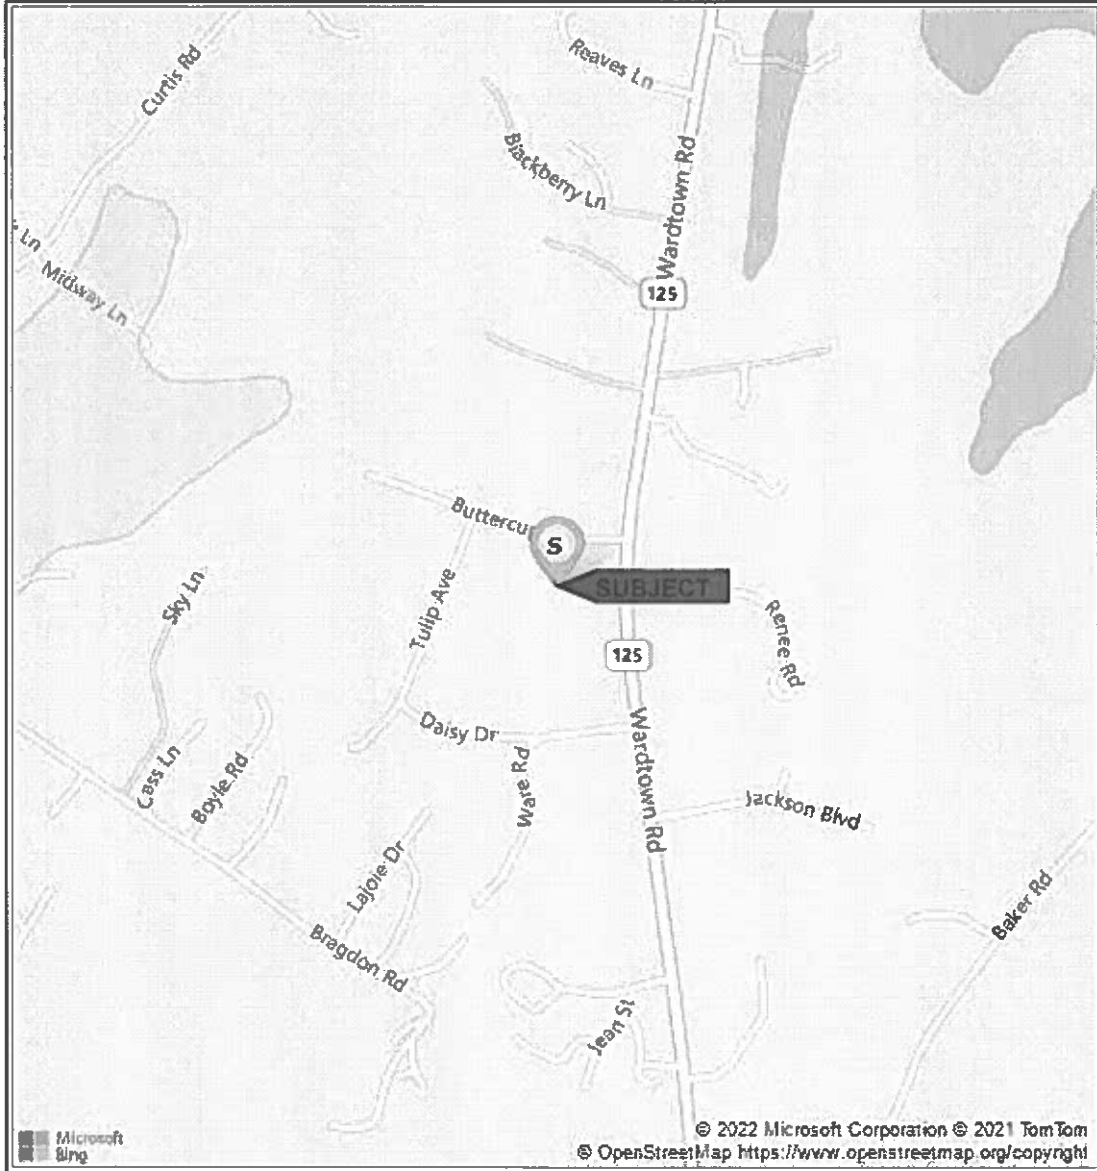 Reaves Ln
Curtis Rd
Blackberry Ln
Wardtown Rd
Ln
Midway Ln
125
Buttercu
S
SUBJECT
Sky Ln
Tulip Ave
Renee Rd
125
Daisy Dr
Wardtown Rd
Cass Ln
Boyle Rd
Ware Rd
Jackson Blvd
Lajoie Dr
Baker Rd
Bragdon Rd
Jean St
Microsoft
Bing
© 2022 Microsoft Corporation © 2021 TomTom
© OpenStreetMap https://www.openstreetmap.org/copyright